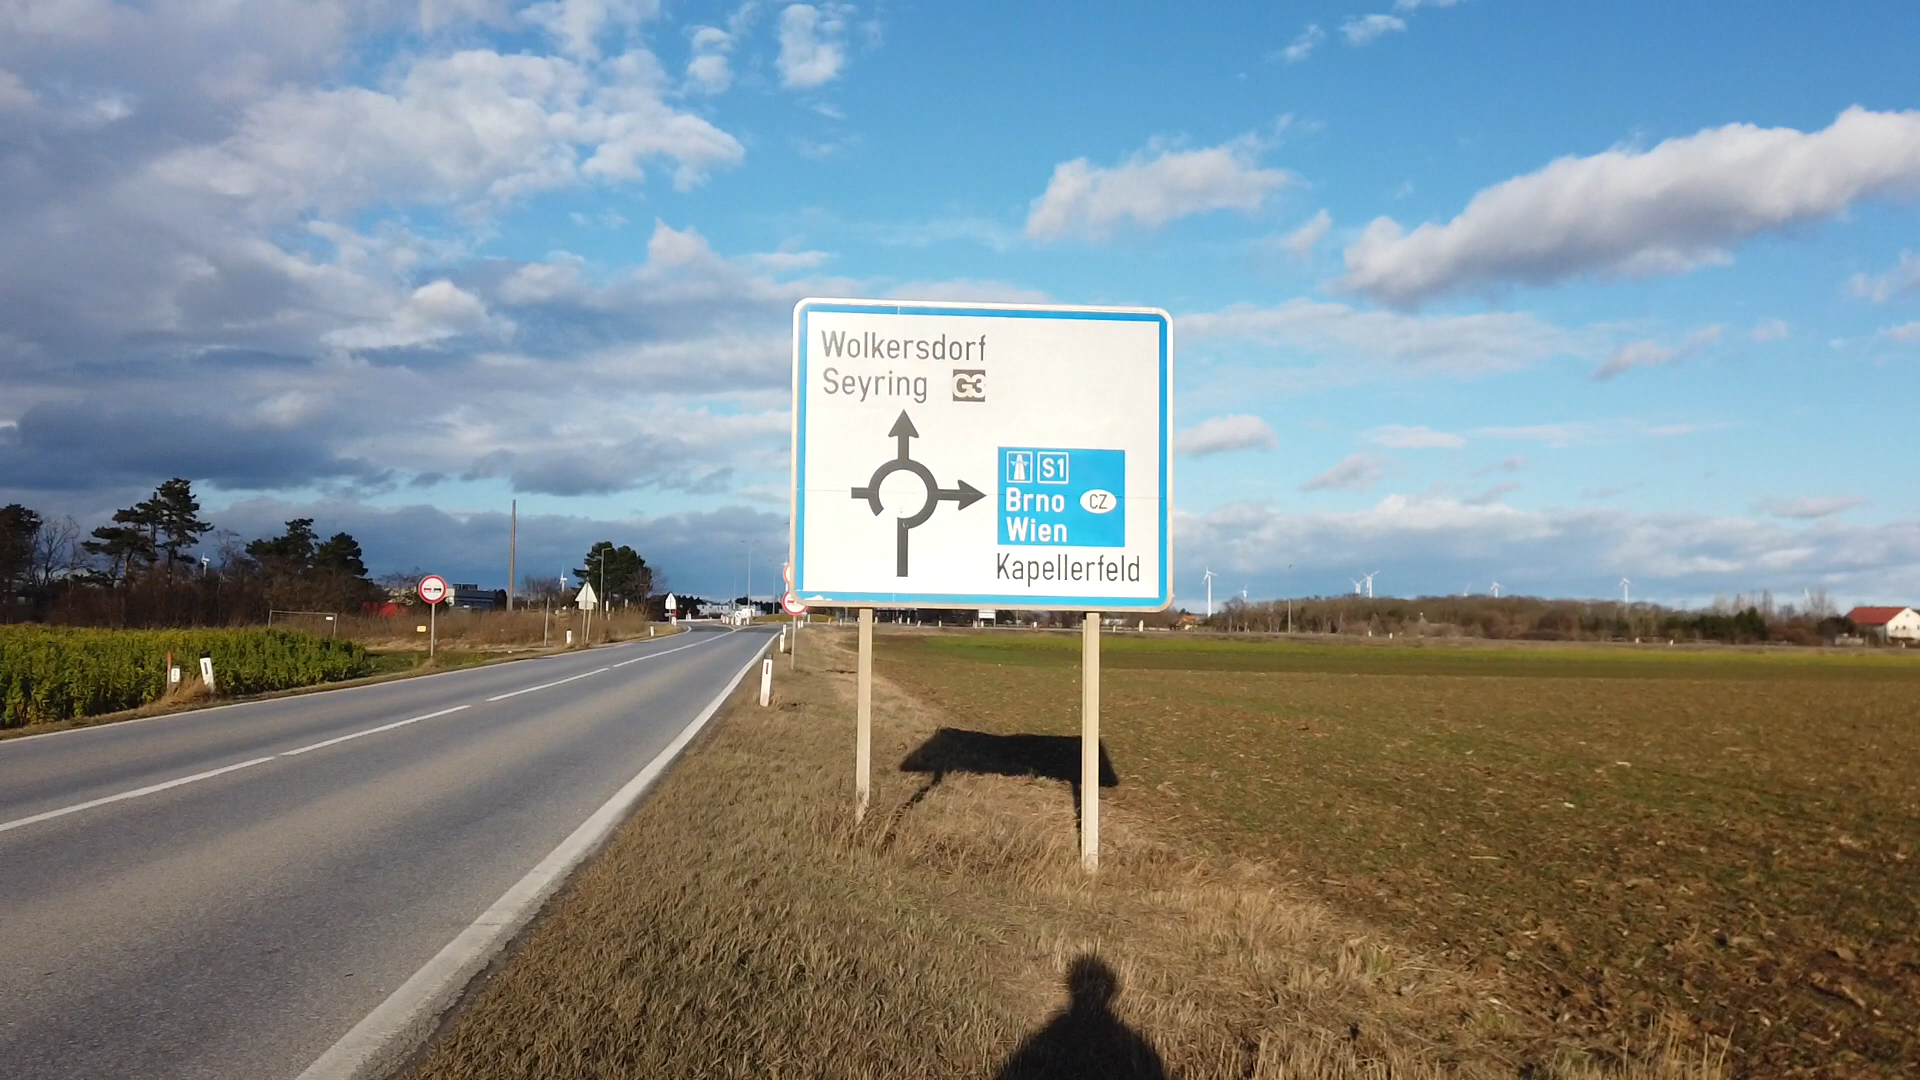 Wolkersdorf
Seyring G3
S1
Brno CZ
Wien
Kapellerfeld